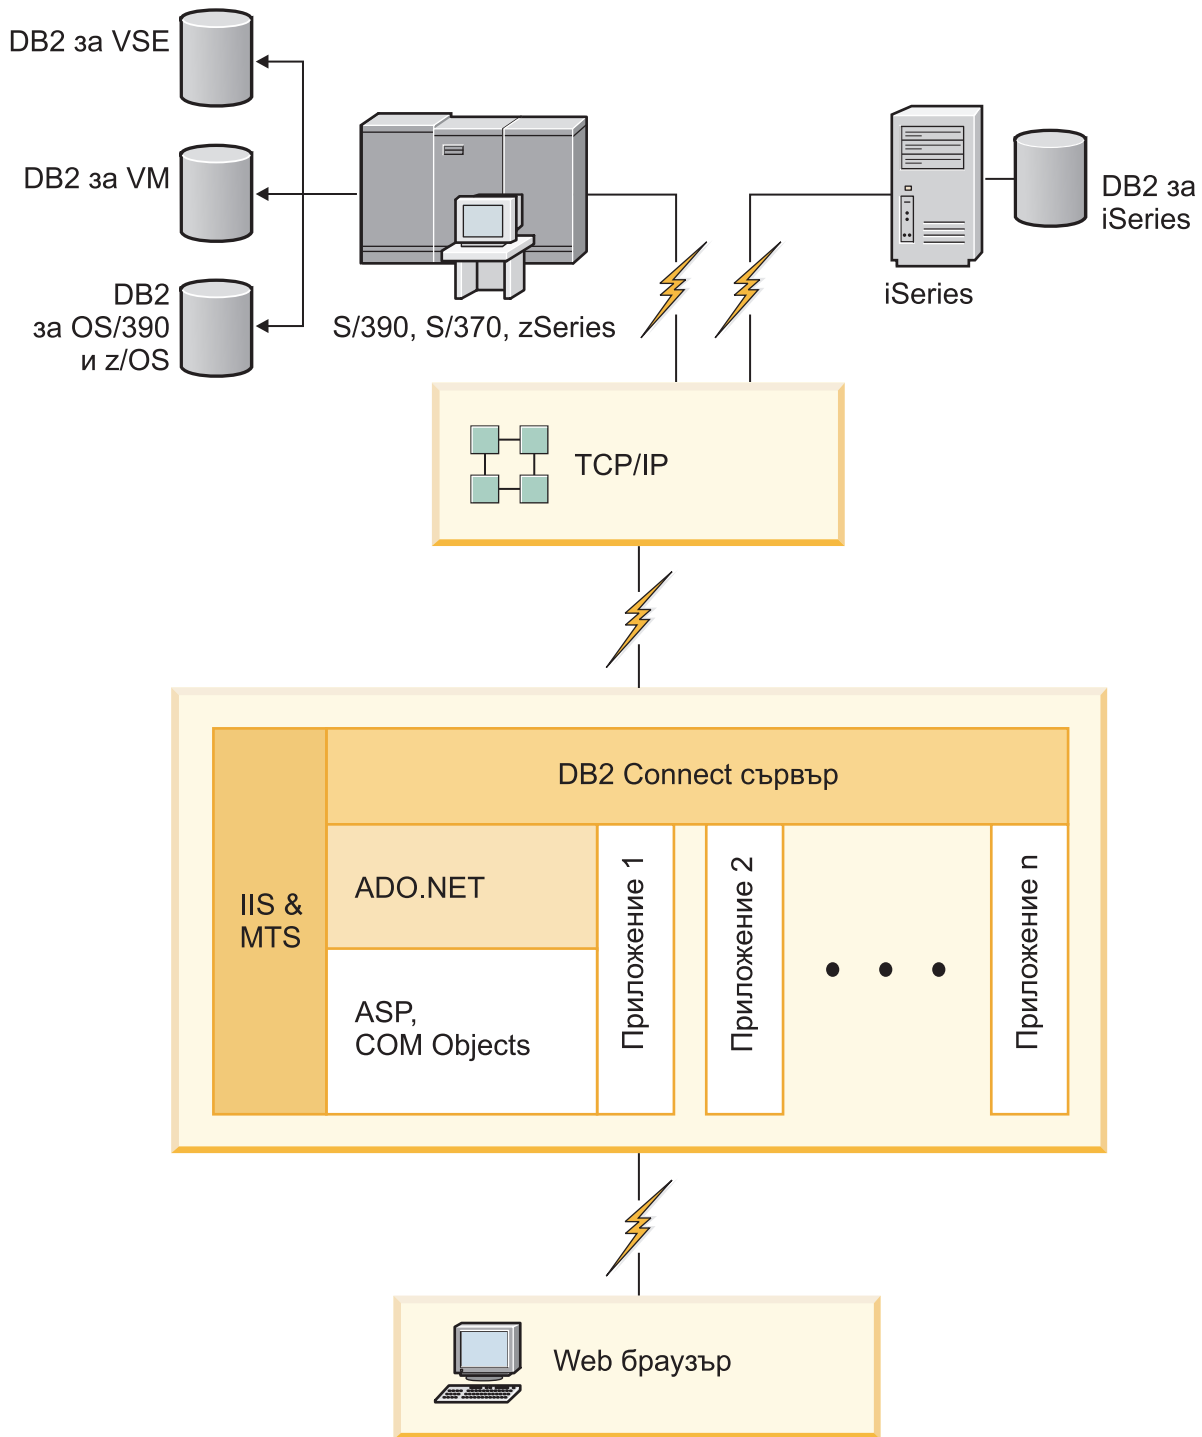 DB2 за VSE
DB2 за VM
DB2
за OS/390
и z/OS
S/390, S/370, zSeries
iSeries
DB2 за
iSeries
TCP/IP
DB2 Connect сървър
IIS &
MTS
ADO.NET
ASP,
COM Objects
Приложение 1
Приложение 2
Приложение n
Web браузър